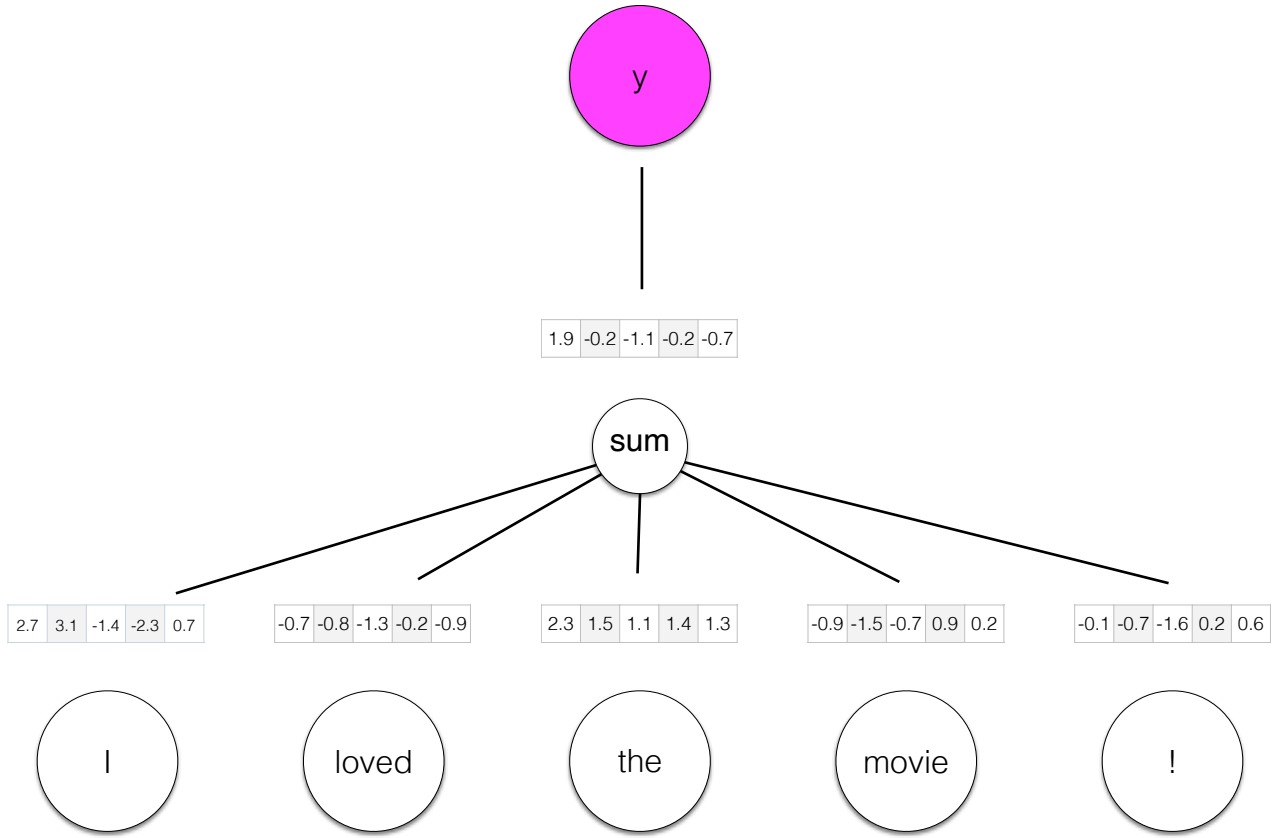 y
1.9 -0.2 -1.1 -0.2 -0.7
sum
2.7 3.1 -1.4 -2.3 0.7 -0.7 -0.8 -1.3 -0.2 -0.9 2.3 1.5 1.1 1.4 1.3 -0.9 -1.5 -0.7 0.9 0.2 -0.1 -0.7 -1.6 0.2 0.6
I loved the movie !